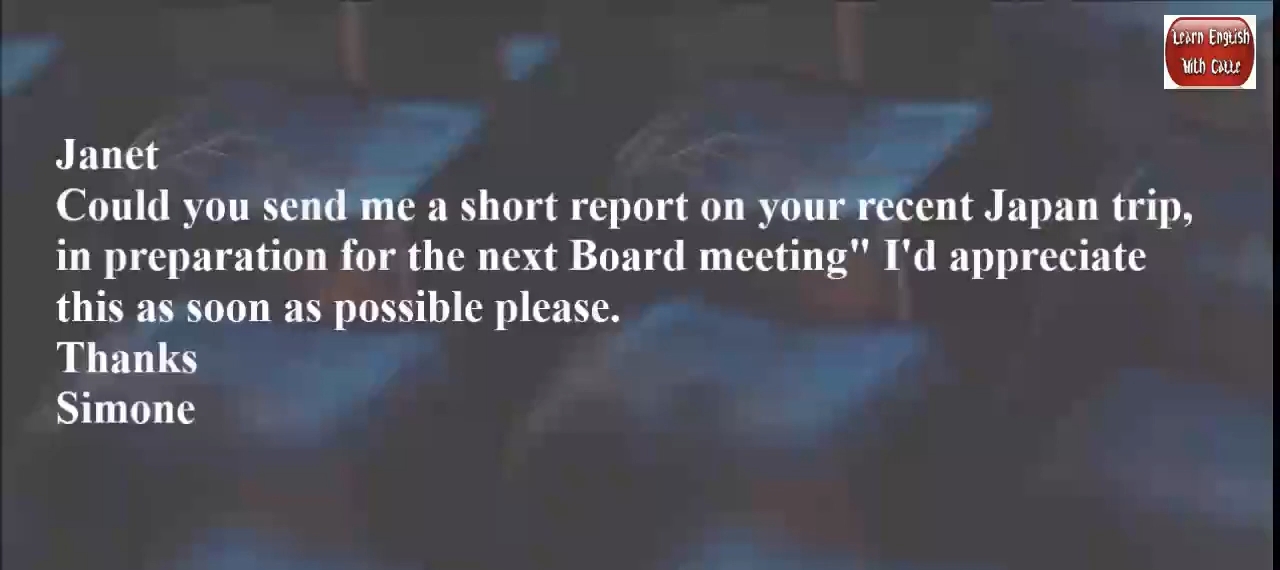 Learn English
With Cattc
Janet
Could you send me a short report on your recent Japan trip,
in preparation for the next Board meeting" I'd appreciate
this as soon as possible please.
Thanks
Simone